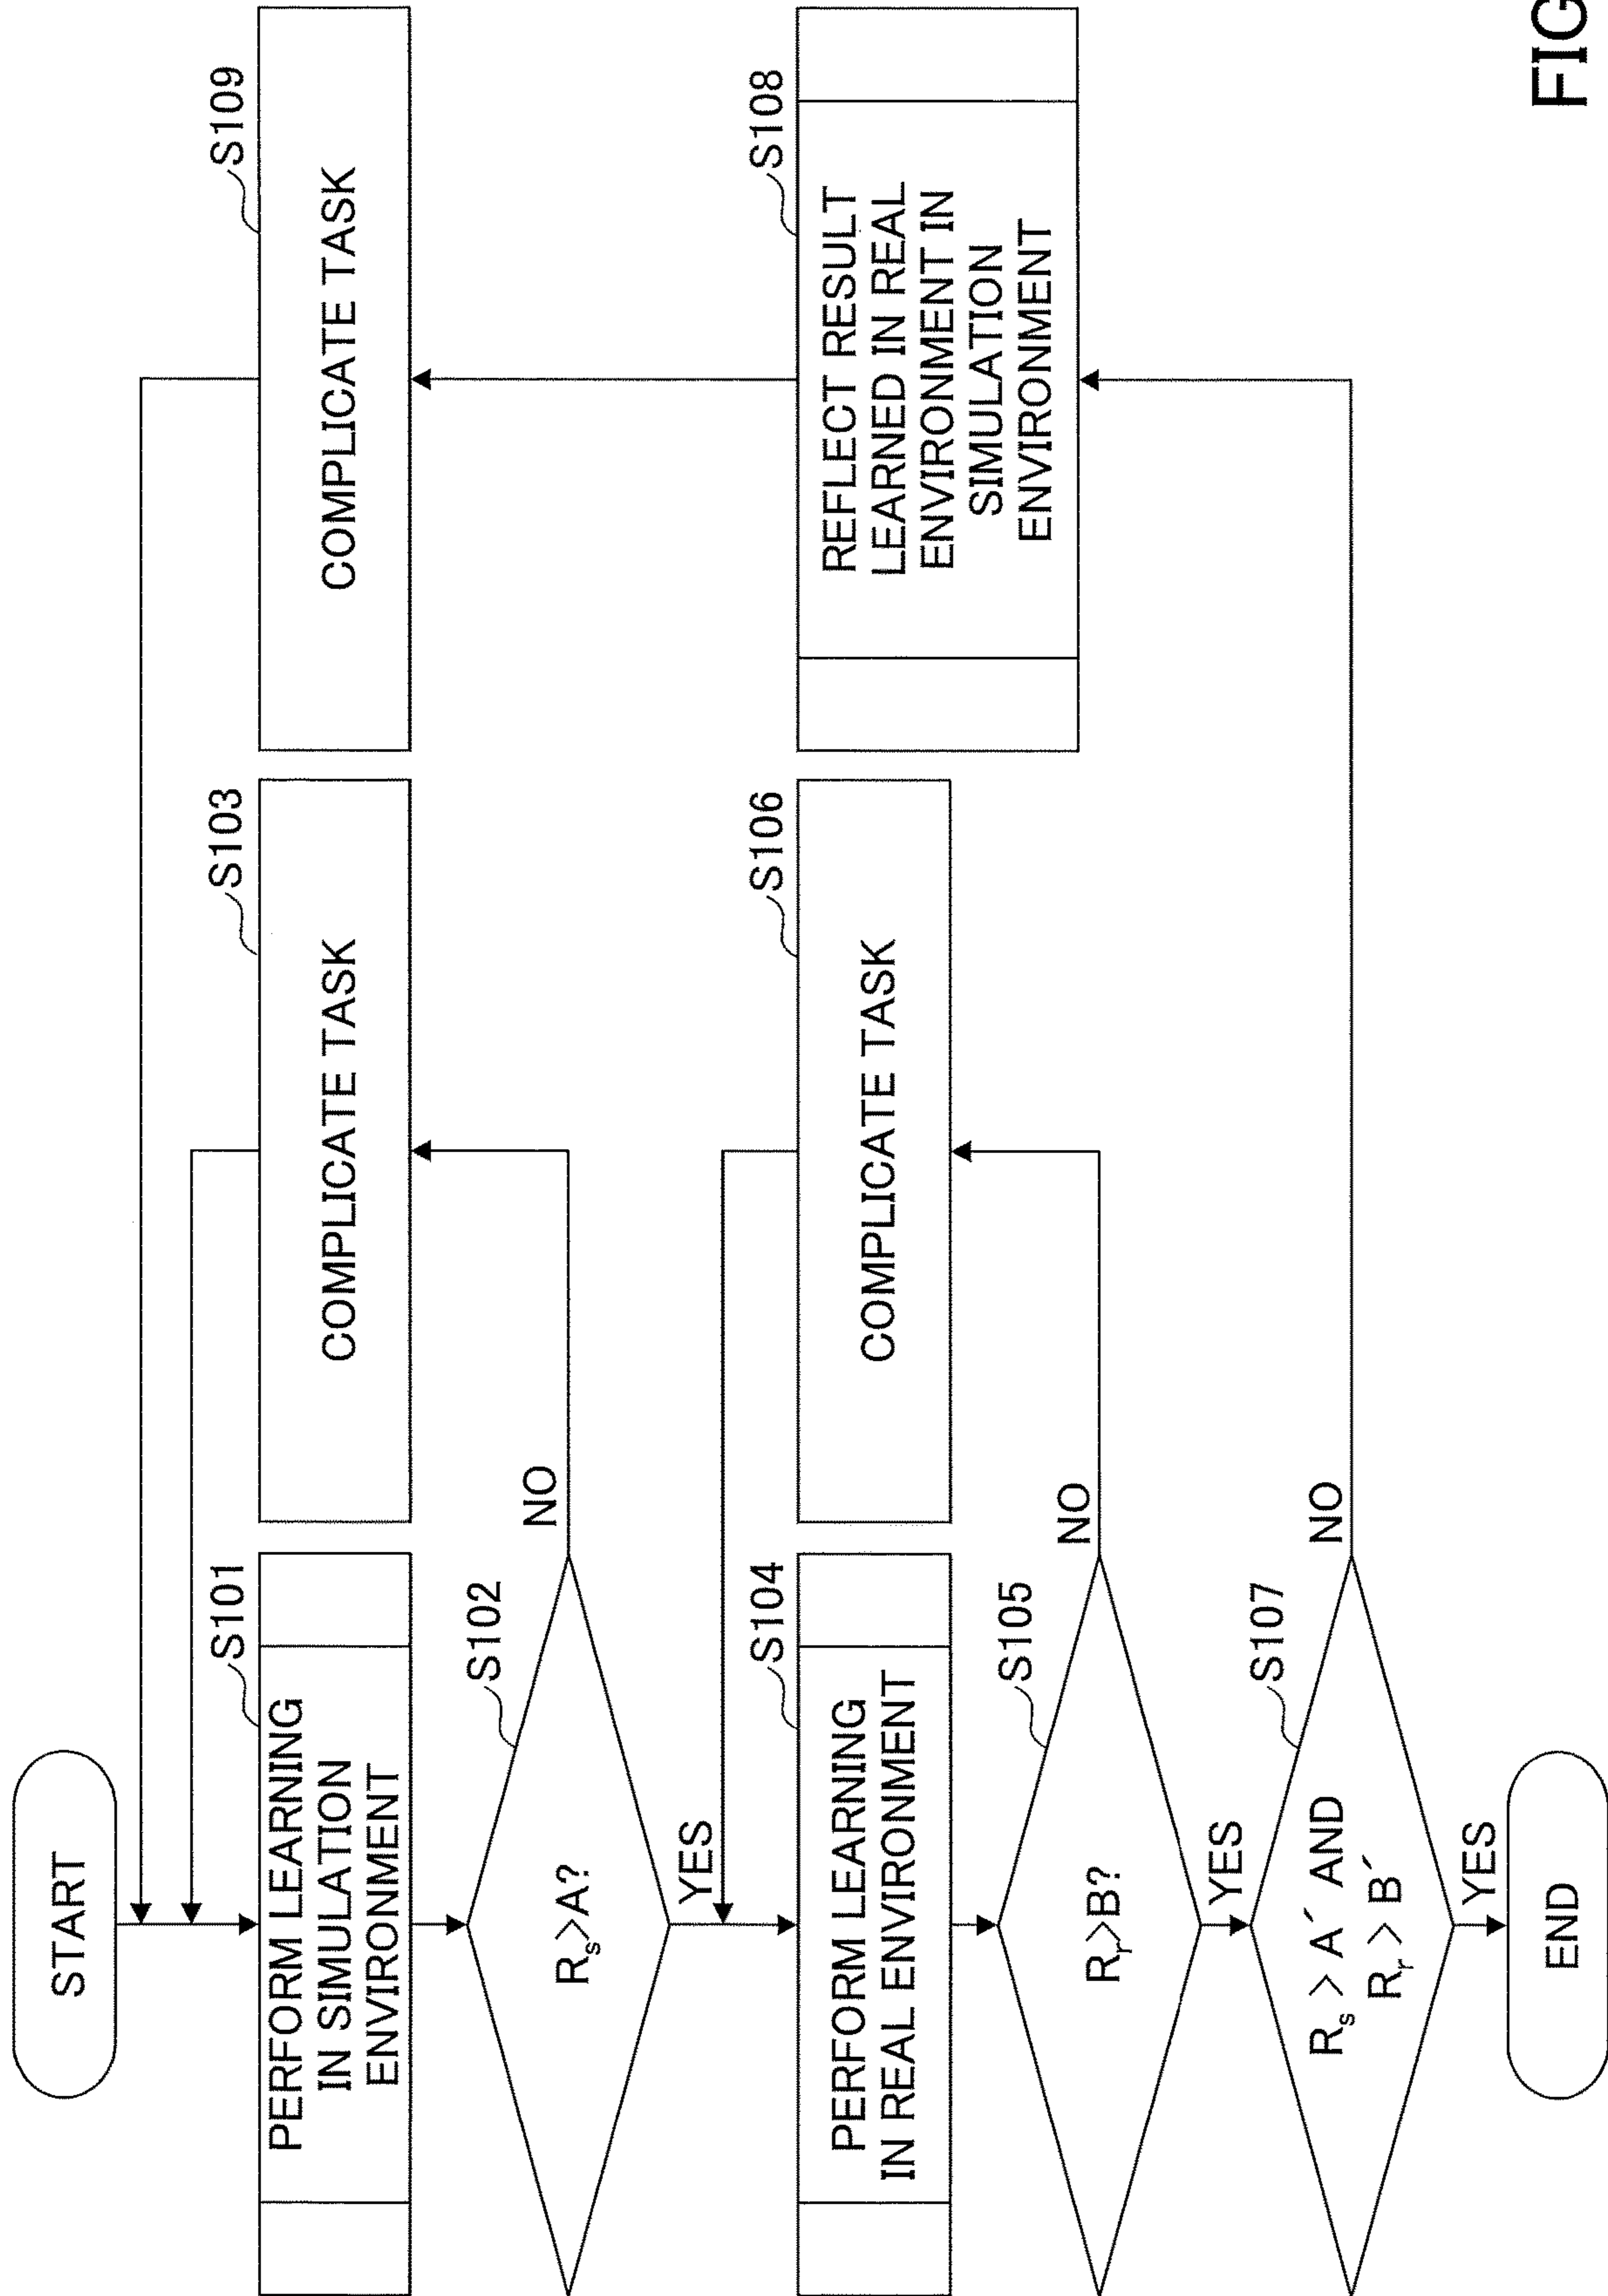 START
S101
PERFORM LEARNING
IN SIMULATION
ENVIRONMENT
S102
Rs>A?
NO
YES
S103
COMPLICATE TASK
S109
COMPLICATE TASK
S104
PERFORM LEARNING
IN REAL ENVIRONMENT
S105
Rr>B?
NO
YES
S106
COMPLICATE TASK
S107
Rs > A´ AND
Rr > B´
NO
YES
S108
REFLECT RESULT
LEARNED IN REAL
ENVIRONMENT IN
SIMULATION
ENVIRONMENT
END
FIG